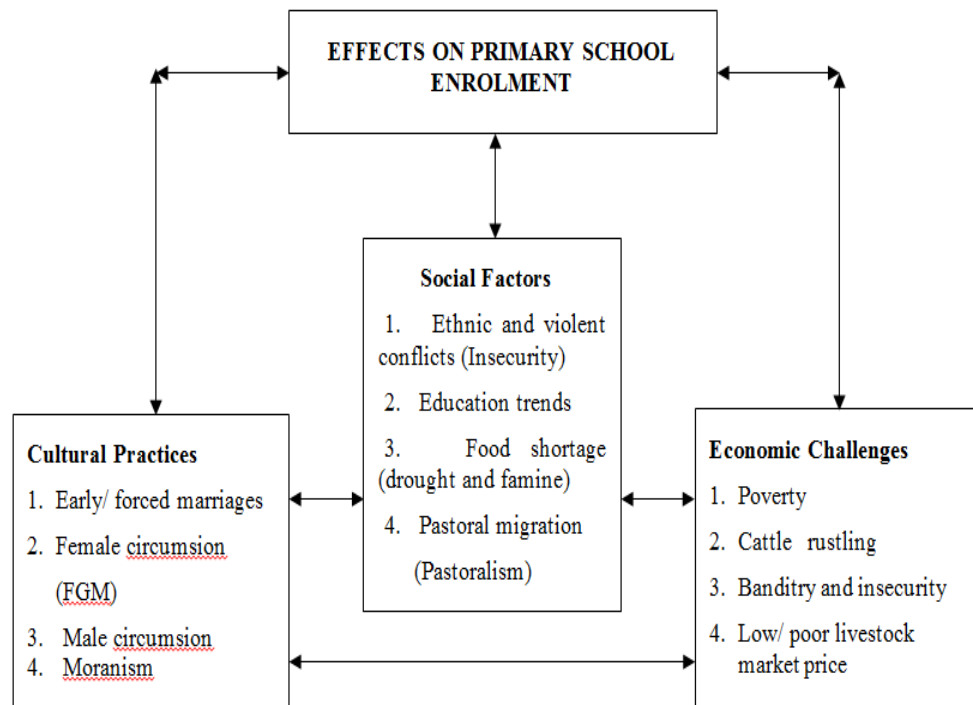 EFFECTS ON PRIMARY SCHOOL
ENROLMENT
Social Factors
1. Ethnic and violent
conflicts (Insecurity)
2. Education trends
3. Food shortage
(drought and famine)
4. Pastoral migration
(Pastoralism)
Cultural Practices
1. Early/ forced marriages
2. Female circumsion
(FGM)
3. Male circumsion
4. Moranism
Economic Challenges
1. Poverty
2. Cattle rustling
3. Banditry and insecurity
4. Low/ poor livestock
market price